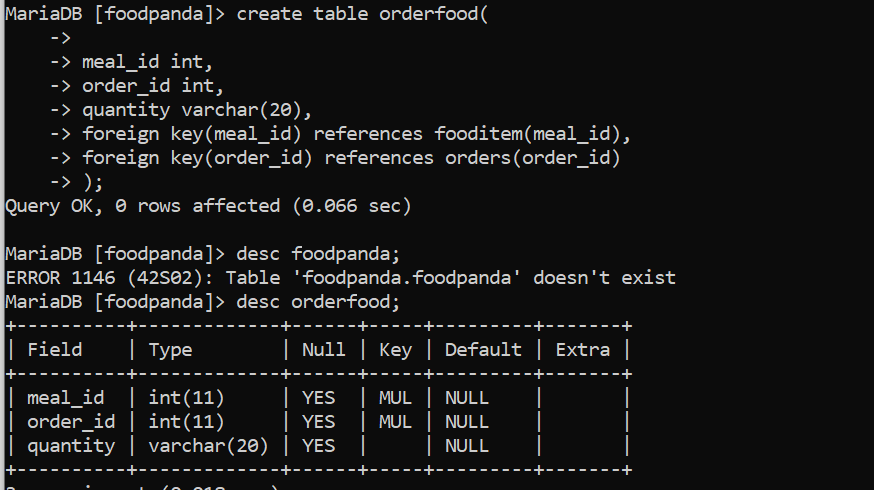 MariaDB [foodpanda]> create table orderfood(
    ->
    -> meal_id int,
    -> order_id int,
    -> quantity varchar(20),
    -> foreign key(meal_id) references fooditem(meal_id),
    -> foreign key(order_id) references orders(order_id)
    -> );
Query OK, 0 rows affected (0.066 sec)
MariaDB [foodpanda]> desc foodpanda;
ERROR 1146 (42S02): Table 'foodpanda.foodpanda' doesn't exist
MariaDB [foodpanda]> desc orderfood;
+----------+-------------+------+-----+---------+-------+
| Field    | Type        | Null | Key | Default | Extra |
+----------+-------------+------+-----+---------+-------+
| meal_id  | int(11)     | YES  | MUL | NULL    |       |
| order_id | int(11)     | YES  | MUL | NULL    |       |
| quantity | varchar(20) | YES  |     | NULL    |       |
+----------+-------------+------+-----+---------+-------+